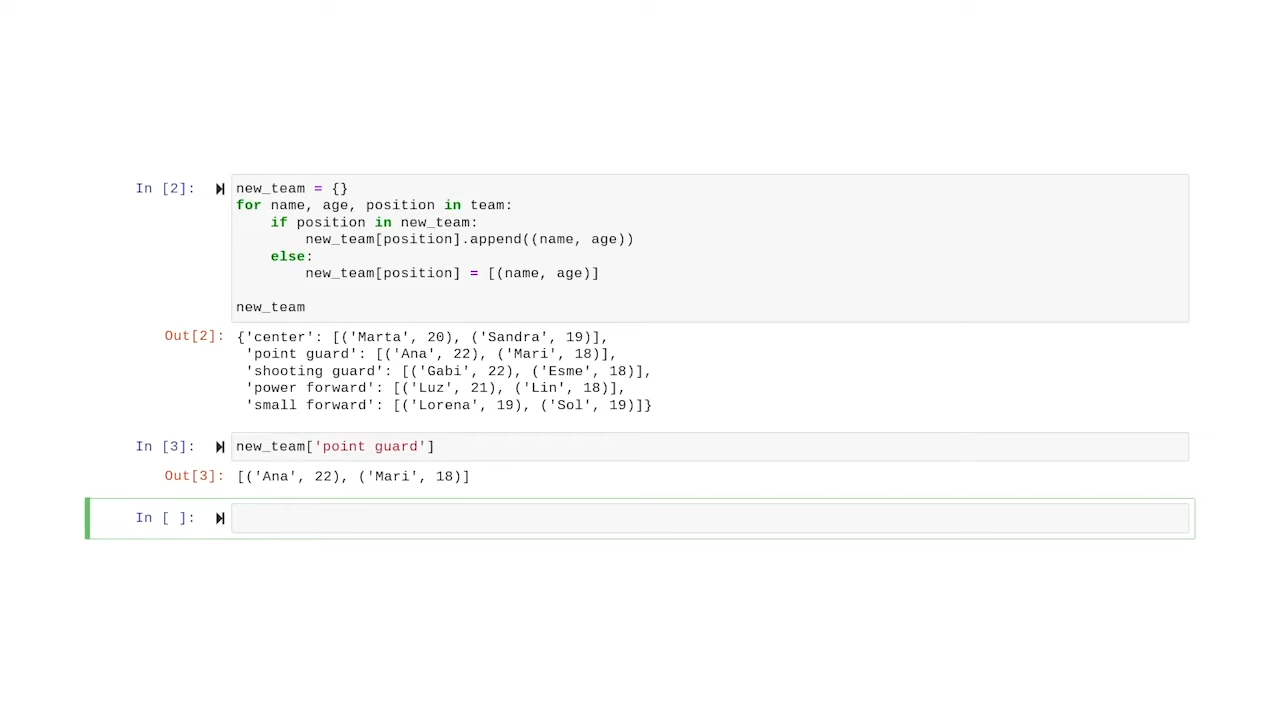 In [2]: new_team = {}
for name, age, position in team:
    if position in new_team:
        new_team[position].append((name, age))
    else:
        new_team[position] = [(name, age)]
new_team
Out[2]: {'center': [('Marta', 20), ('Sandra', 19)],
 'point guard': [('Ana', 22), ('Mari', 18)],
 'shooting guard': [('Gabi', 22), ('Esme', 18)],
 'power forward': [('Luz', 21), ('Lin', 18)],
 'small forward': [('Lorena', 19), ('Sol', 19)]}
In [3]: new_team['point guard']
Out[3]: [('Ana', 22), ('Mari', 18)]
In [ ]: